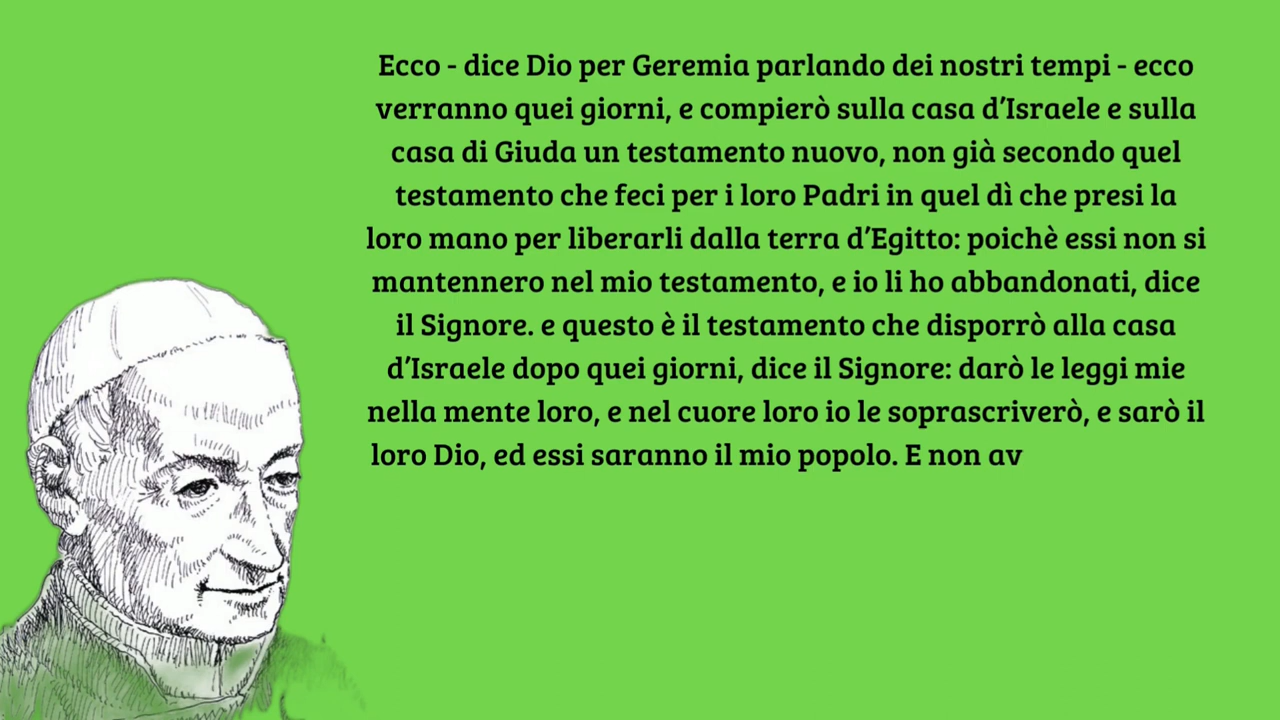 Ecco - dice Dio per Geremia parlando dei nostri tempi - ecco
verranno quei giorni, e compierò sulla casa d’Israele e sulla
casa di Giuda un testamento nuovo, non già secondo quel
testamento che feci per i loro Padri in quel dì che presi la
loro mano per liberarli dalla terra d’Egitto: poichè essi non si
mantennero nel mio testamento, e io li ho abbandonati, dice
il Signore. e questo è il testamento che disporrò alla casa
d’Israele dopo quei giorni, dice il Signore: darò le leggi mie
nella mente loro, e nel cuore loro io le soprascriverò, e sarò il
loro Dio, ed essi saranno il mio popolo. E non av